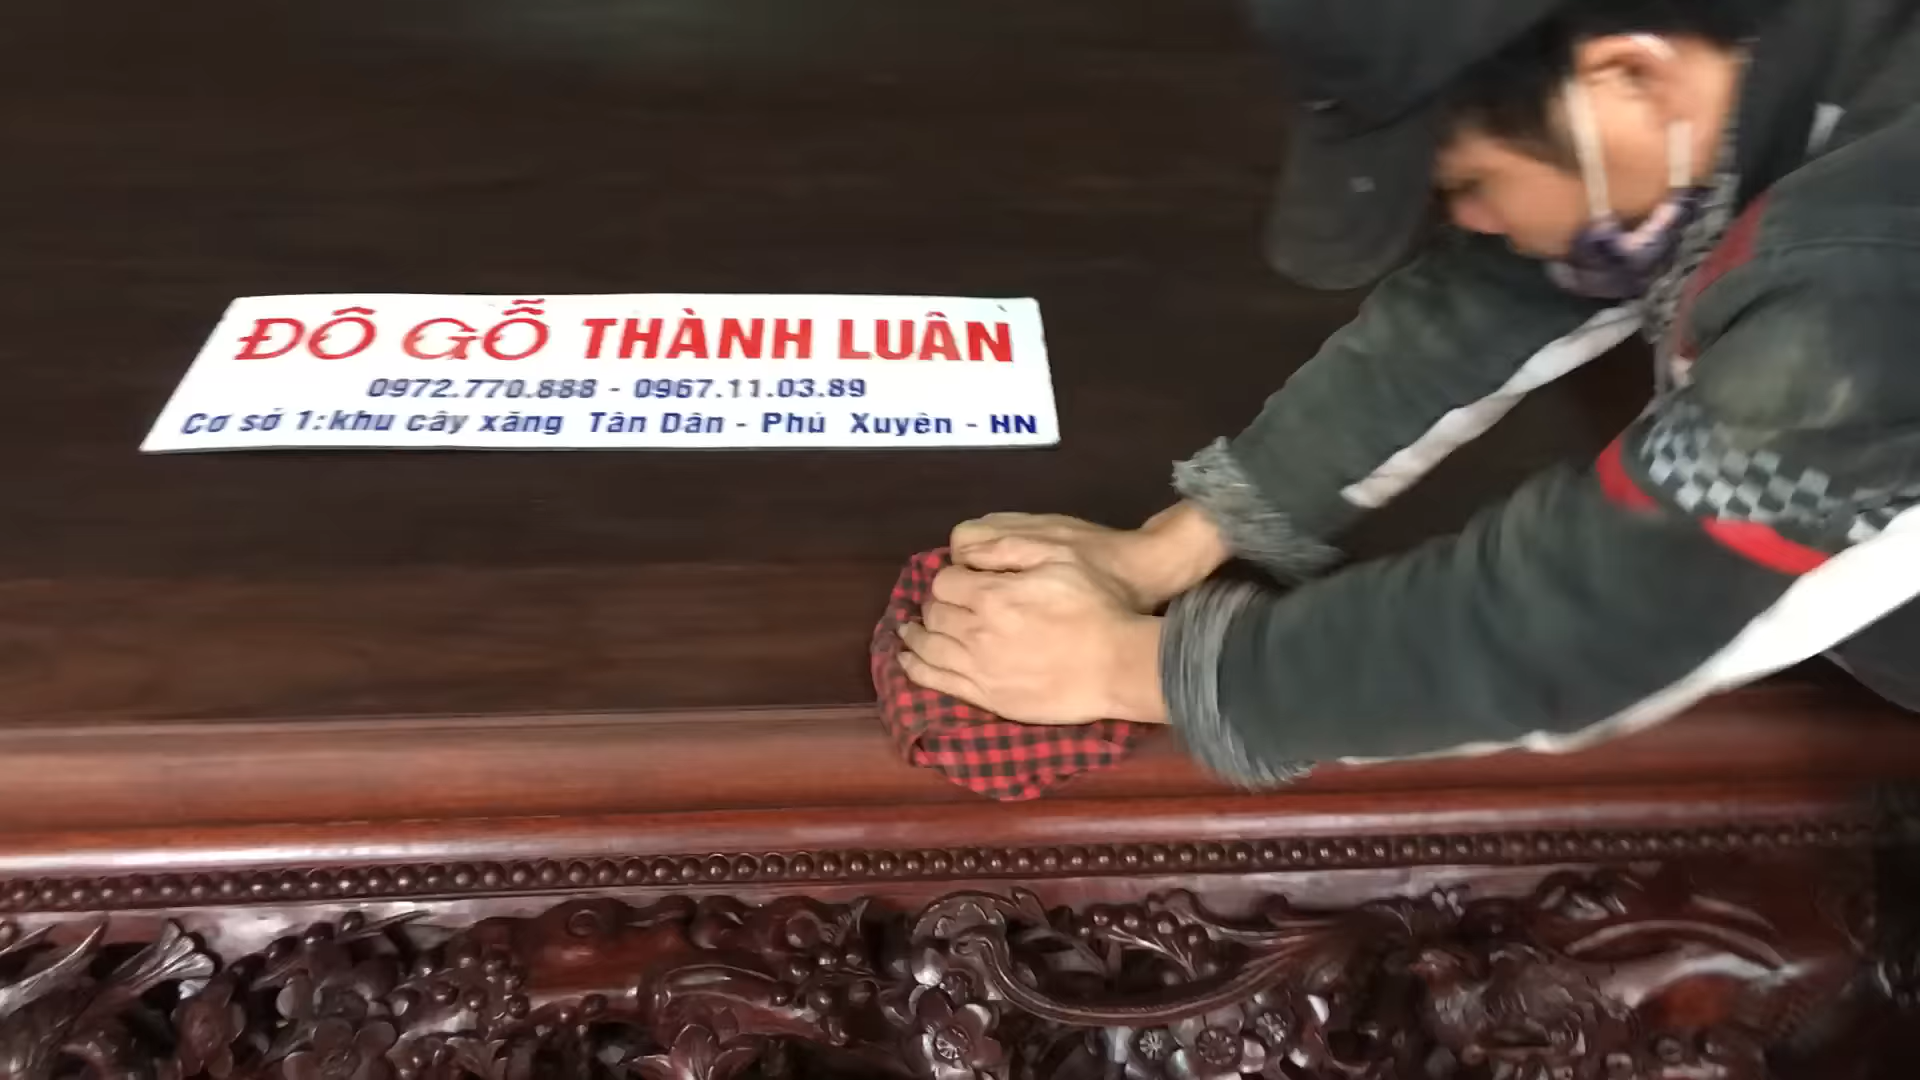 ĐỒ GỖ THÀNH LUÂN
0972.770.888 - 0967.11.03.89
Cơ sở 1:khu cây xăng Tân Dân - Phú Xuyên - HN